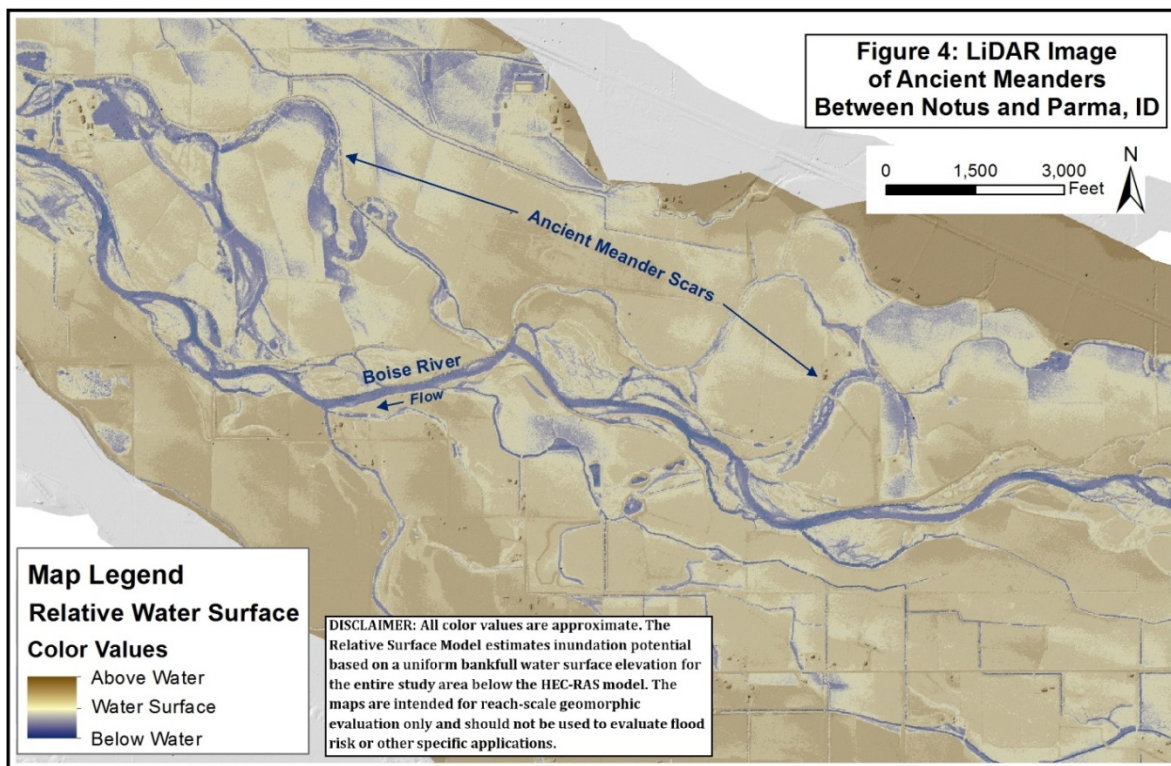 Figure 4: LiDAR Image
of Ancient Meanders
Between Notus and Parma, ID
N
0 1,500 3,000
Feet
Ancient Meander Scars
Boise River
Flow
Map Legend
Relative Water Surface
Color Values
Above Water
Water Surface
Below Water
DISCLAIMER: All color values are approximate. The
Relative Surface Model estimates inundation potential
based on a uniform bankfull water surface elevation for
the entire study area below the HEC-RAS model. The
maps are intended for reach-scale geomorphic
evaluation only and should not be used to evaluate flood
risk or other specific applications.